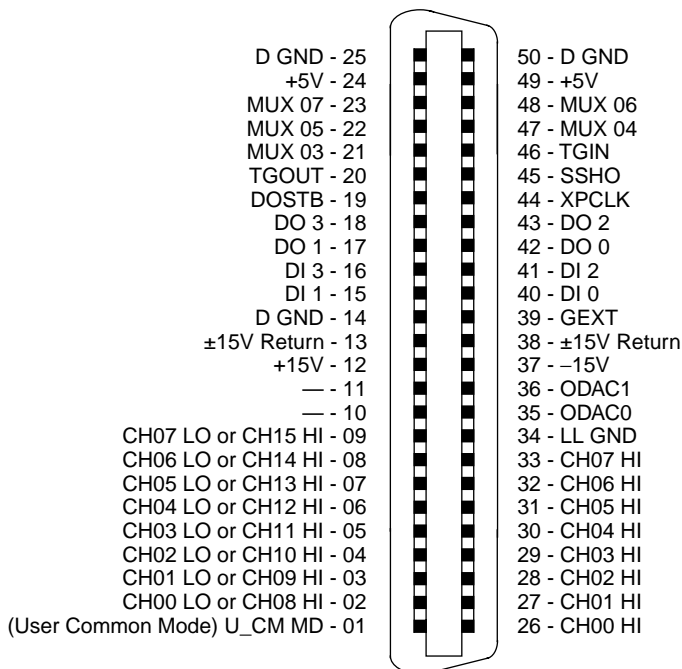 D GND - 25 50 - D GND
+5V - 24 49 - +5V
MUX 07 - 23 48 - MUX 06
MUX 05 - 22 47 - MUX 04
MUX 03 - 21 46 - TGIN
TGOUT - 20 45 - SSHO
DOSTB - 19 44 - XPCLK
DO 3 - 18 43 - DO 2
DO 1 - 17 42 - DO 0
DI 3 - 16 41 - DI 2
DI 1 - 15 40 - DI 0
D GND - 14 39 - GEXT
±15V Return - 13 38 - ±15V Return
+15V - 12 37 - −15V
— - 11 36 - ODAC1
— - 10 35 - ODAC0
CH07 LO or CH15 HI - 09 34 - LL GND
CH06 LO or CH14 HI - 08 33 - CH07 HI
CH05 LO or CH13 HI - 07 32 - CH06 HI
CH04 LO or CH12 HI - 06 31 - CH05 HI
CH03 LO or CH11 HI - 05 30 - CH04 HI
CH02 LO or CH10 HI - 04 29 - CH03 HI
CH01 LO or CH09 HI - 03 28 - CH02 HI
CH00 LO or CH08 HI - 02 27 - CH01 HI
(User Common Mode) U_CM MD - 01 26 - CH00 HI